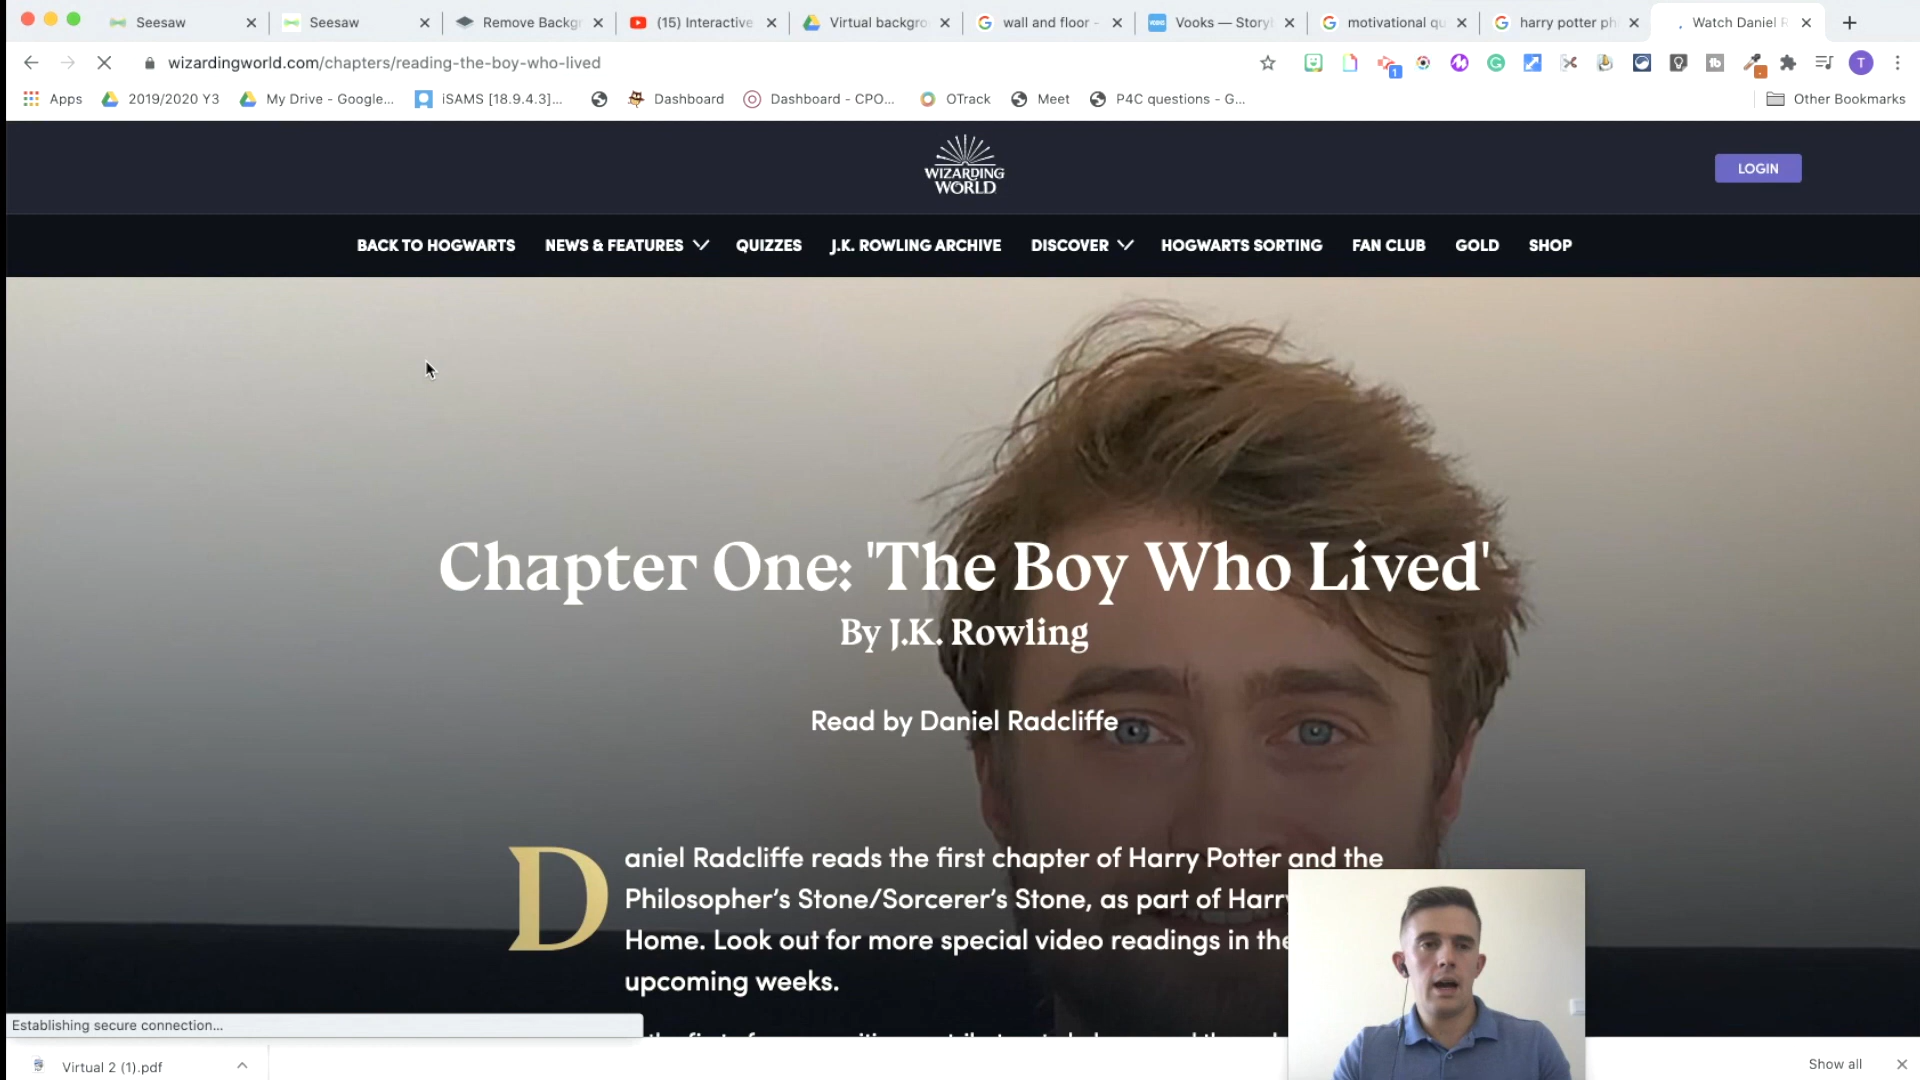 Seesaw
Seesaw
Remove Backgr
(15) Interactive
Virtual backgro
wall and floor -
Vooks — Story
motivational qu
harry potter ph
Watch Daniel R
wizardingworld.com/chapters/reading-the-boy-who-lived
1
T
Apps
2019/2020 Y3
My Drive - Google...
iSAMS [18.9.4.3]...
Dashboard
Dashboard - CPO...
OTrack
Meet
P4C questions - G...
Other Bookmarks
WIZARDING
WORLD
LOGIN
BACK TO HOGWARTS
NEWS & FEATURES
QUIZZES
J.K. ROWLING ARCHIVE
DISCOVER
HOGWARTS SORTING
FAN CLUB
GOLD
SHOP
Chapter One: 'The Boy Who Lived'
By J.K. Rowling
Read by Daniel Radcliffe
Daniel Radcliffe reads the first chapter of Harry Potter and the
Philosopher's Stone/Sorcerer's Stone, as part of Harry
Home. Look out for more special video readings in the
upcoming weeks.
Establishing secure connection...
Virtual 2 (1).pdf
Show all